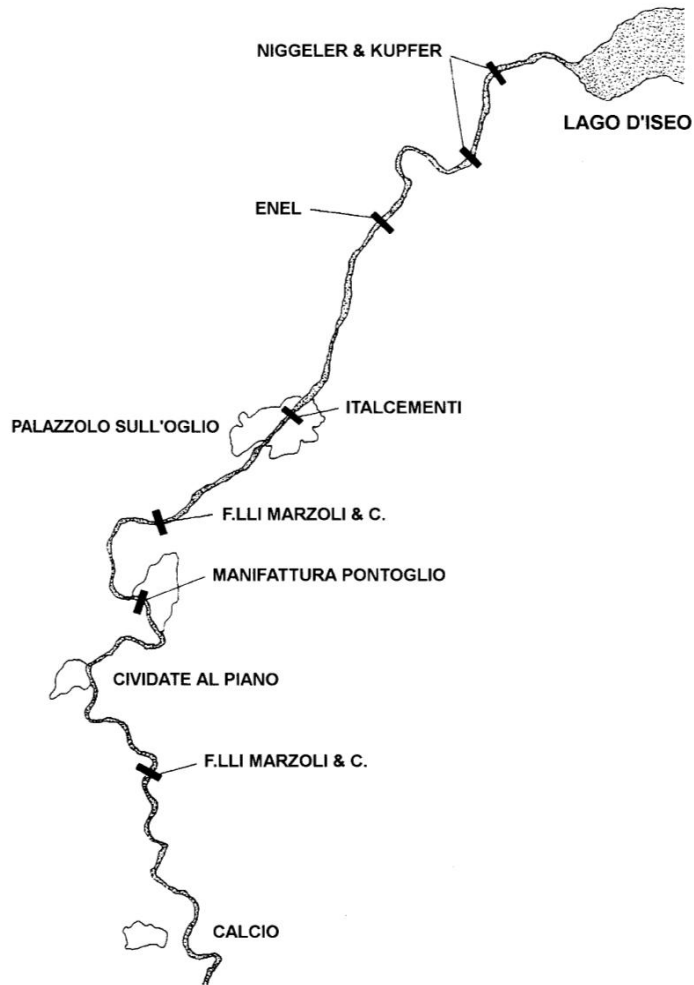 NIGGELER & KUPFER
LAGO D'ISEO
ENEL
ITALCEMENTI
PALAZZOLO SULL'OGLIO
F.LLI MARZOLI & C.
MANIFATTURA PONTOGLIO
CIVIDATE AL PIANO
F.LLI MARZOLI & C.
CALCIO